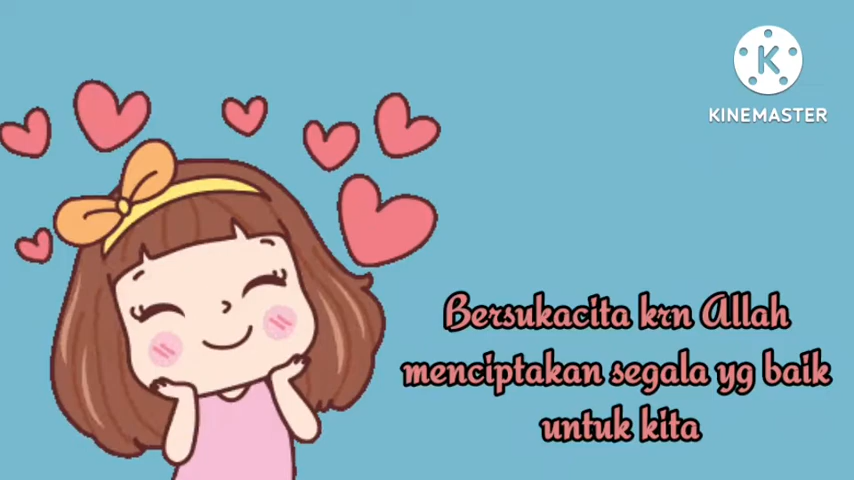 KINEMASTER
Bersukacita krn Allah
menciptakan segala yg baik
untuk kita